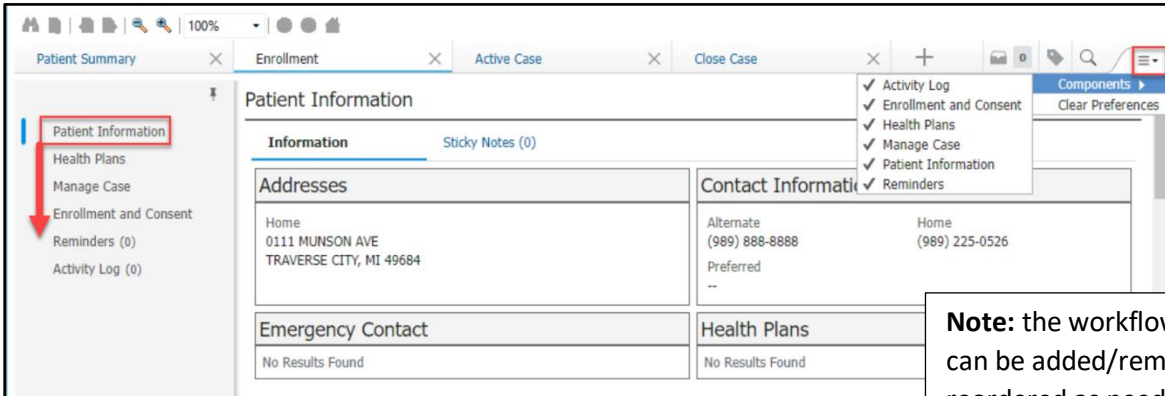 100%
Patient Summary
Enrollment
Active Case
Close Case
0
Components
Clear Preferences
Activity Log
Enrollment and Consent
Health Plans
Manage Case
Patient Information
Reminders
Patient Information
Health Plans
Manage Case
Enrollment and Consent
Reminders (0)
Activity Log (0)
Patient Information
Information
Sticky Notes (0)
Addresses
Home
0111 MUNSON AVE
TRAVERSE CITY, MI 49684
Contact
Alternate
(989) 888-8888
Home
(989) 225-0526
Preferred
--
Emergency Contact
No Results Found
Health Plans
No Results Found
Note: the
can be